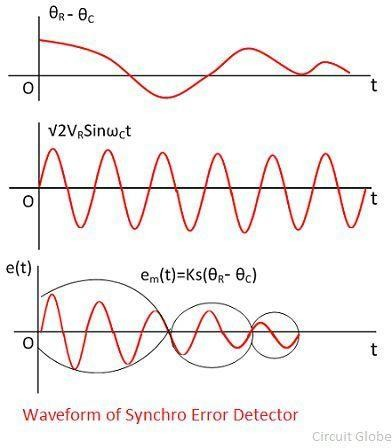 θR - θC
O
t
√2VRSinωCt
O
t
e(t)
em(t)=Ks(θR- θC)
O
t
Waveform of Synchro Error Detector
Circuit Globe